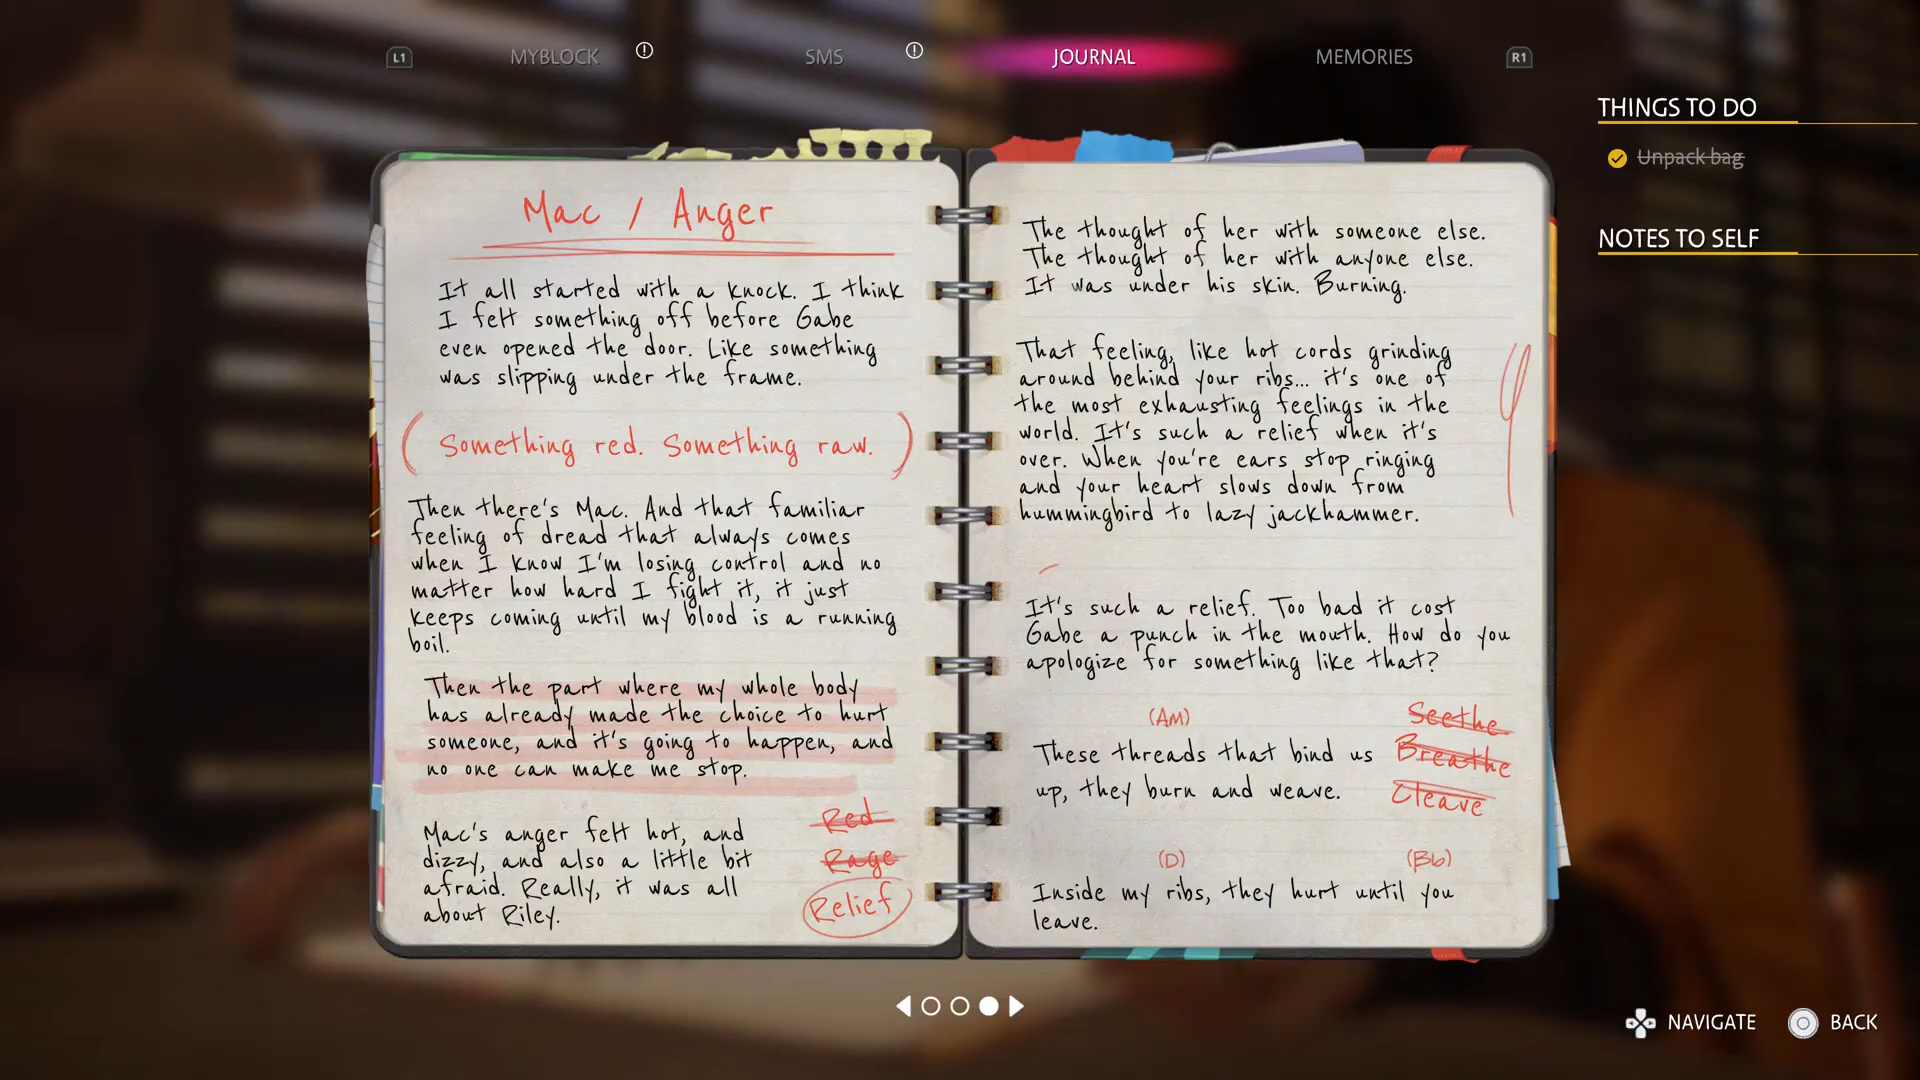 L1
MYBLOCK
SMS
JOURNAL
MEMORIES
R1
THINGS TO DO
Unpack bag
NOTES TO SELF
Mac / Anger
It all started with a knock. I think
I felt something off before Gabe
even opened the door. Like something
was slipping under the frame.
(Something red. Something raw.)
Then there's Mac. And that familiar
feeling of dread that always comes
when I know I'm losing control and no
matter how hard I fight it, it just
keeps coming until my blood is a running
boil.
Then the part where my whole body
has already made the choice to hurt
someone, and it's going to happen, and
no one can make me stop.
Mac's anger felt hot, and
dizzy, and also a little bit
afraid. Really, it was all
about Riley.
Red
Rage
Relief
The thought of her with someone else.
The thought of her with anyone else.
It was under his skin. Burning.
That feeling, like hot cords grinding
around behind your ribs... it's one of
the most exhausting feelings in the
world. It's such a relief when it's
over. When you're ears stop ringing
and your heart slows down from
hummingbird to lazy jackhammer.
It's such a relief. Too bad it cost
Gabe a punch in the mouth. How do you
apologize for something like that?
(Am)
These threads that bind us
up, they burn and weave.
Seethe
Breathe
Cleave
(D) (Bb)
Inside my ribs, they hurt until you
leave.
NAVIGATE
BACK